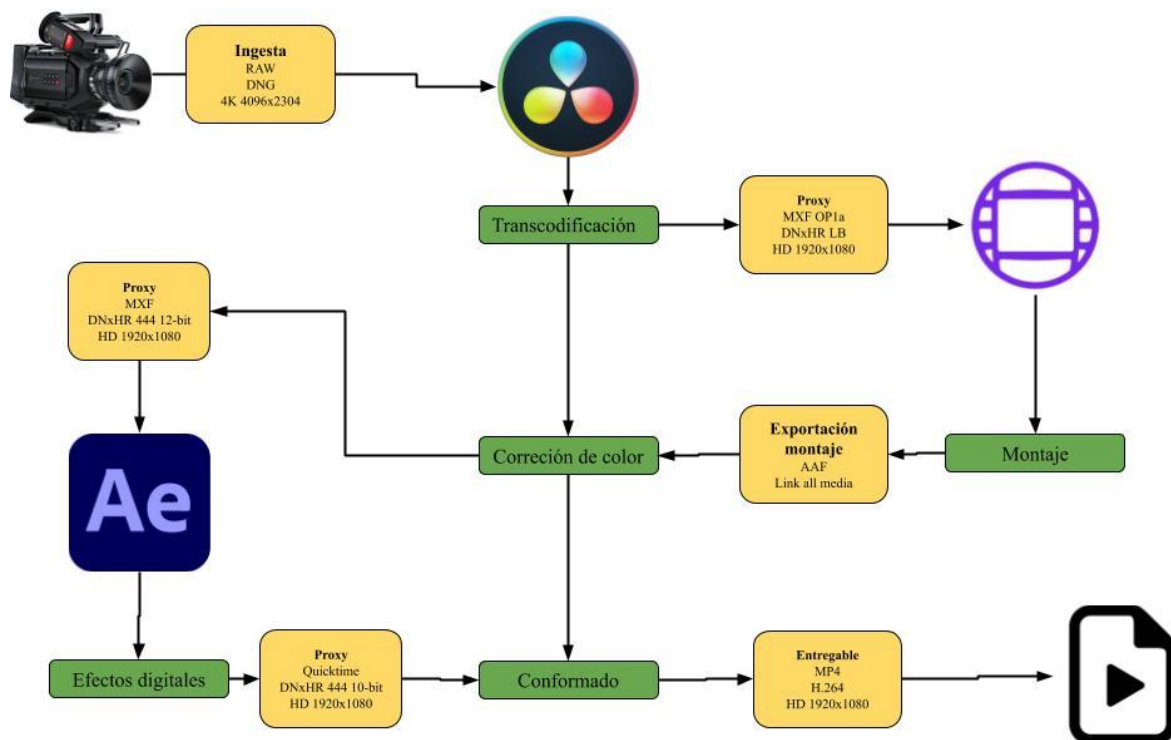 Ingesta
RAW
DNG
4K 4096x2304
Transcodificación
Proxy
MXF OP1a
DNxHR LB
HD 1920x1080
Proxy
MXF
DNxHR 444 12-bit
HD 1920x1080
Correción de color
Exportación
montaje
AAF
Link all media
Montaje
Ae
Efectos digitales
Proxy
Quicktime
DNxHR 444 10-bit
HD 1920x1080
Conformado
Entregable
MP4
H.264
HD 1920x1080